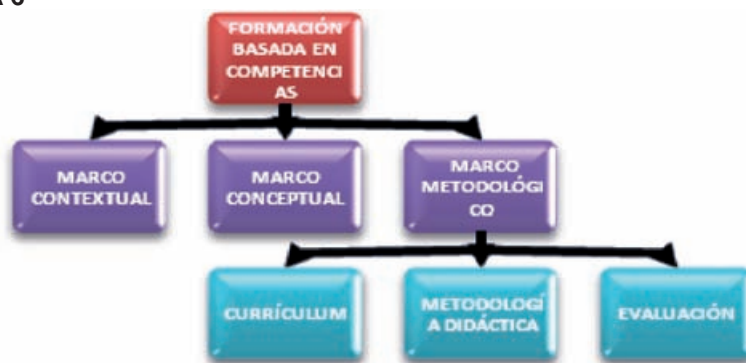 FORMACIÓN
BASADA EN
COMPETENCI
AS
MARCO
CONTEXTUAL
MARCO
CONCEPTUAL
MARCO
METODOLÓGI
CO
CURRÍCULUM
METODOLOGÍ
A DIDÁCTICA
EVALUACIÓN